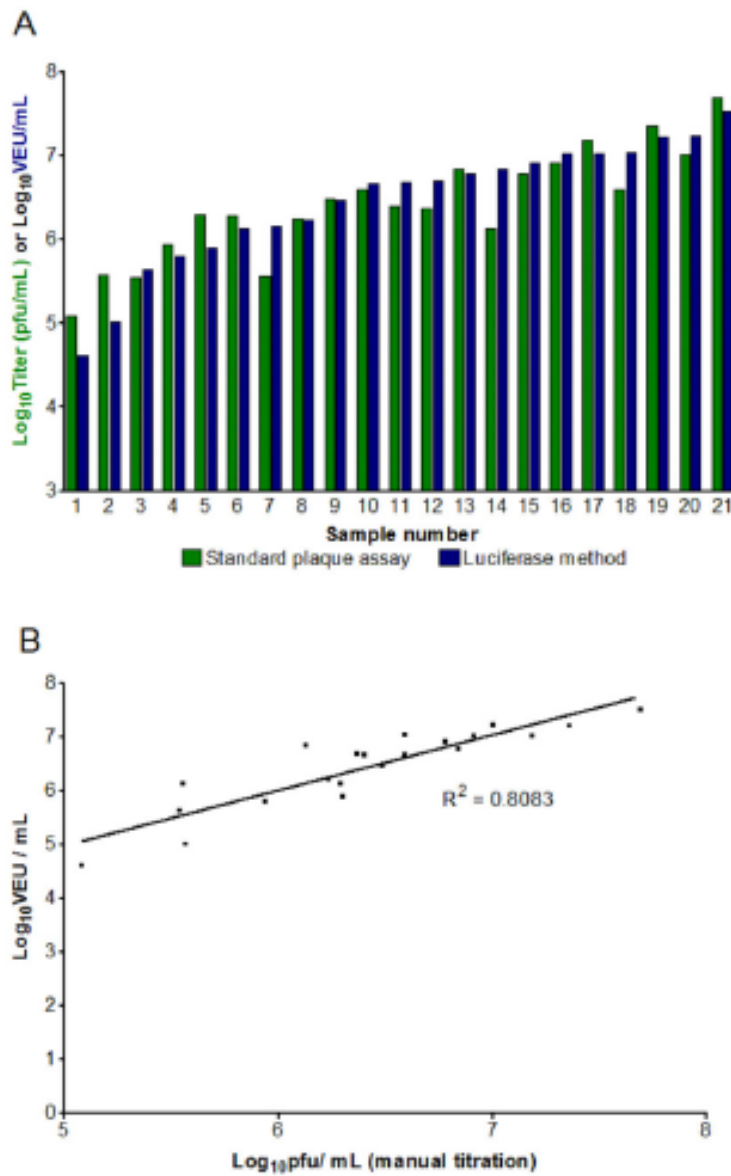 A
Log10Titer (pfu/mL) or Log10VEU/mL
8
7
6
5
4
3
1 2 3 4 5 6 7 8 9 10 11 12 13 14 15 16 17 18 19 20 21
Sample number
Standard plaque assay Luciferase method
B
Log10VEU / mL
8
7
6
5
4
3
2
1
0
R2 = 0.8083
5 6 7 8
Log10pfu/ mL (manual titration)